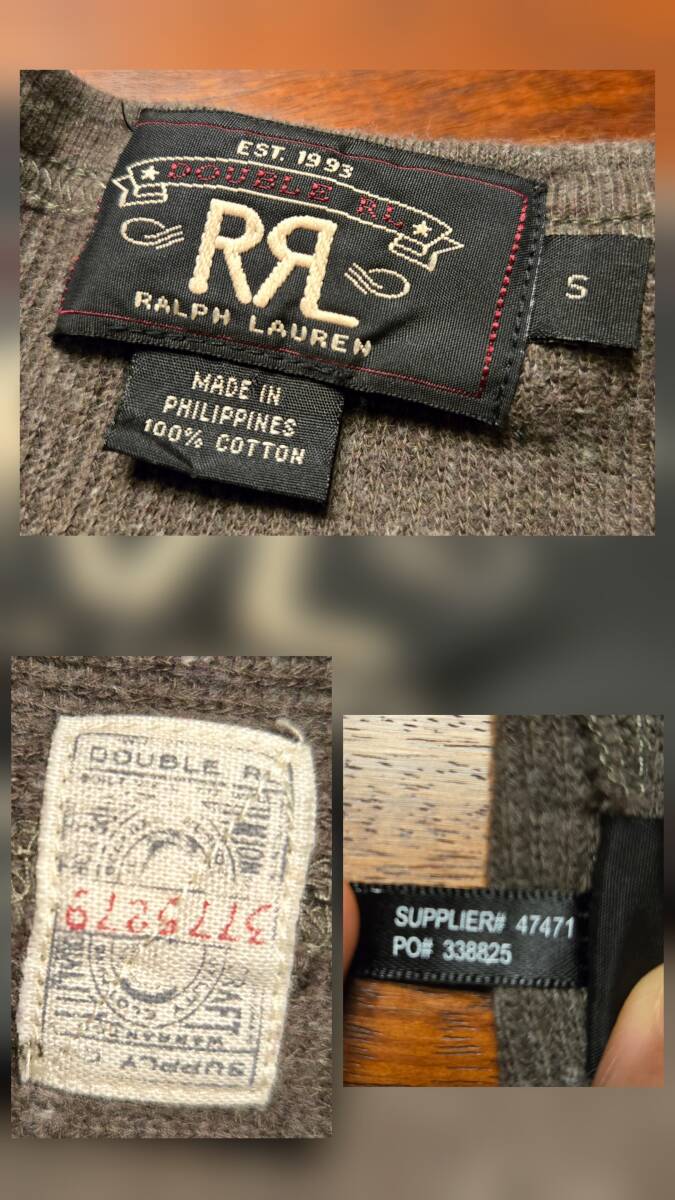 EST. 1993
DOUBLE RL
RRL
RALPH LAUREN
S
MADE IN
PHILIPPINES
100% COTTON
DOUBLE RL
UNION
3775279
SUPPLY
SUPPLIER# 47471
PO# 338825